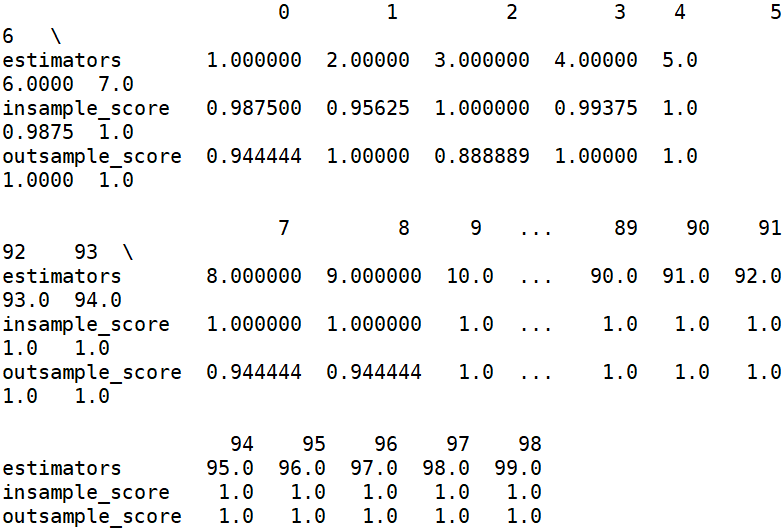 0        1         2        3    4       5
6   \
estimators       1.000000  2.00000  3.000000  4.00000  5.0
6.0000  7.0
insample_score   0.987500  0.95625  1.000000  0.99375  1.0
0.9875  1.0
outsample_score  0.944444  1.00000  0.888889  1.00000  1.0
1.0000  1.0

                       7         8     9   ...     89    90    91
92    93  \
estimators       8.000000  9.000000  10.0  ...   90.0  91.0  92.0
93.0  94.0
insample_score   1.000000  1.000000   1.0  ...    1.0   1.0   1.0
1.0   1.0
outsample_score  0.944444  0.944444   1.0  ...    1.0   1.0   1.0
1.0   1.0

                   94    95    96    97    98
estimators       95.0  96.0  97.0  98.0  99.0
insample_score    1.0   1.0   1.0   1.0   1.0
outsample_score   1.0   1.0   1.0   1.0   1.0